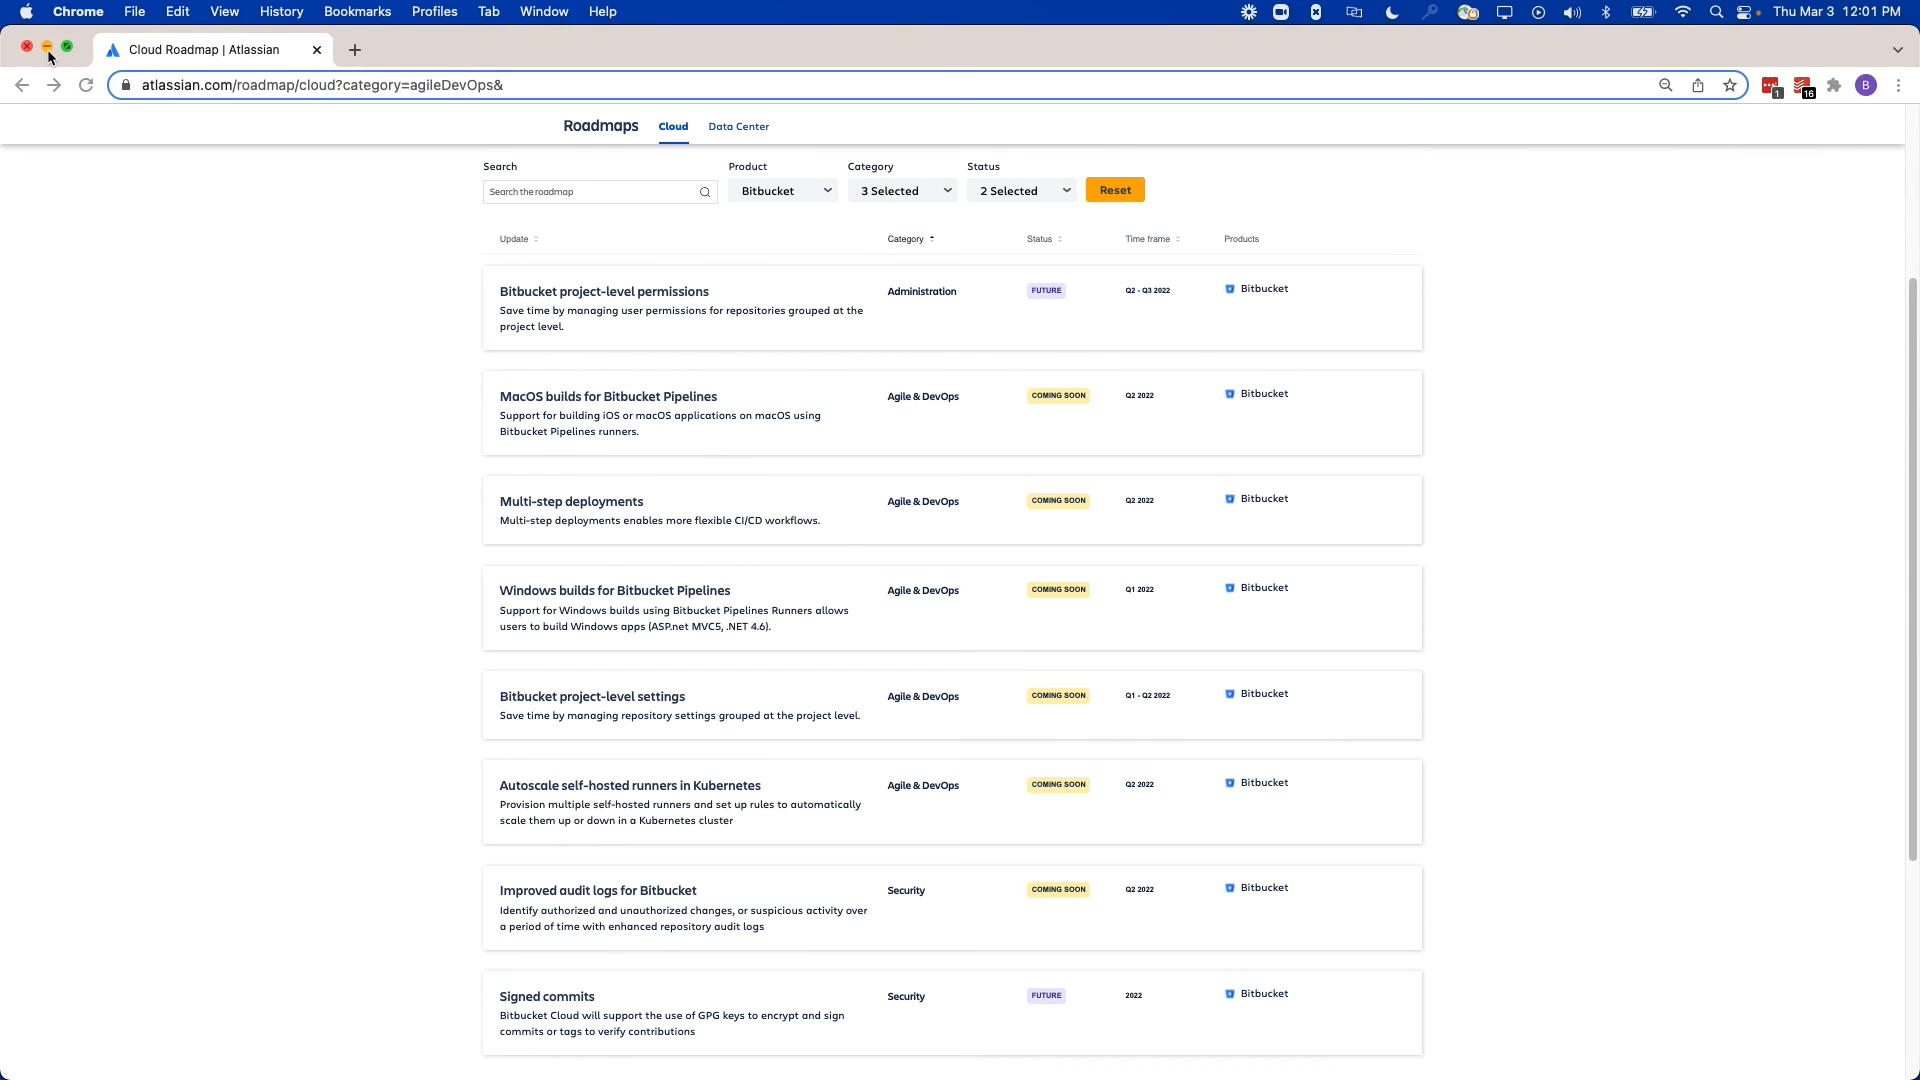 Chrome File Edit View History Bookmarks Profiles Tab Window Help Thu Mar 3 12:01 PM
Cloud Roadmap | Atlassian
atlassian.com/roadmap/cloud?category=agileDevOps&
1
16
B
Roadmaps Cloud Data Center
Search Product Category Status
Search the roadmap Bitbucket 3 Selected 2 Selected Reset
Update Category Status Time frame Products
Bitbucket project-level permissions Administration FUTURE Q2 - Q3 2022 Bitbucket
Save time by managing user permissions for repositories grouped at the
project level.
MacOS builds for Bitbucket Pipelines Agile & DevOps COMING SOON Q2 2022 Bitbucket
Support for building iOS or macOS applications on macOS using
Bitbucket Pipelines runners.
Multi-step deployments Agile & DevOps COMING SOON Q2 2022 Bitbucket
Multi-step deployments enables more flexible CI/CD workflows.
Windows builds for Bitbucket Pipelines Agile & DevOps COMING SOON Q1 2022 Bitbucket
Support for Windows builds using Bitbucket Pipelines Runners allows
users to build Windows apps (ASP.net MVC5, .NET 4.6).
Bitbucket project-level settings Agile & DevOps COMING SOON Q1 - Q2 2022 Bitbucket
Save time by managing repository settings grouped at the project level.
Autoscale self-hosted runners in Kubernetes Agile & DevOps COMING SOON Q2 2022 Bitbucket
Provision multiple self-hosted runners and set up rules to automatically
scale them up or down in a Kubernetes cluster
Improved audit logs for Bitbucket Security COMING SOON Q2 2022 Bitbucket
Identify authorized and unauthorized changes, or suspicious activity over
a period of time with enhanced repository audit logs
Signed commits Security FUTURE 2022 Bitbucket
Bitbucket Cloud will support the use of GPG keys to encrypt and sign
commits or tags to verify contributions